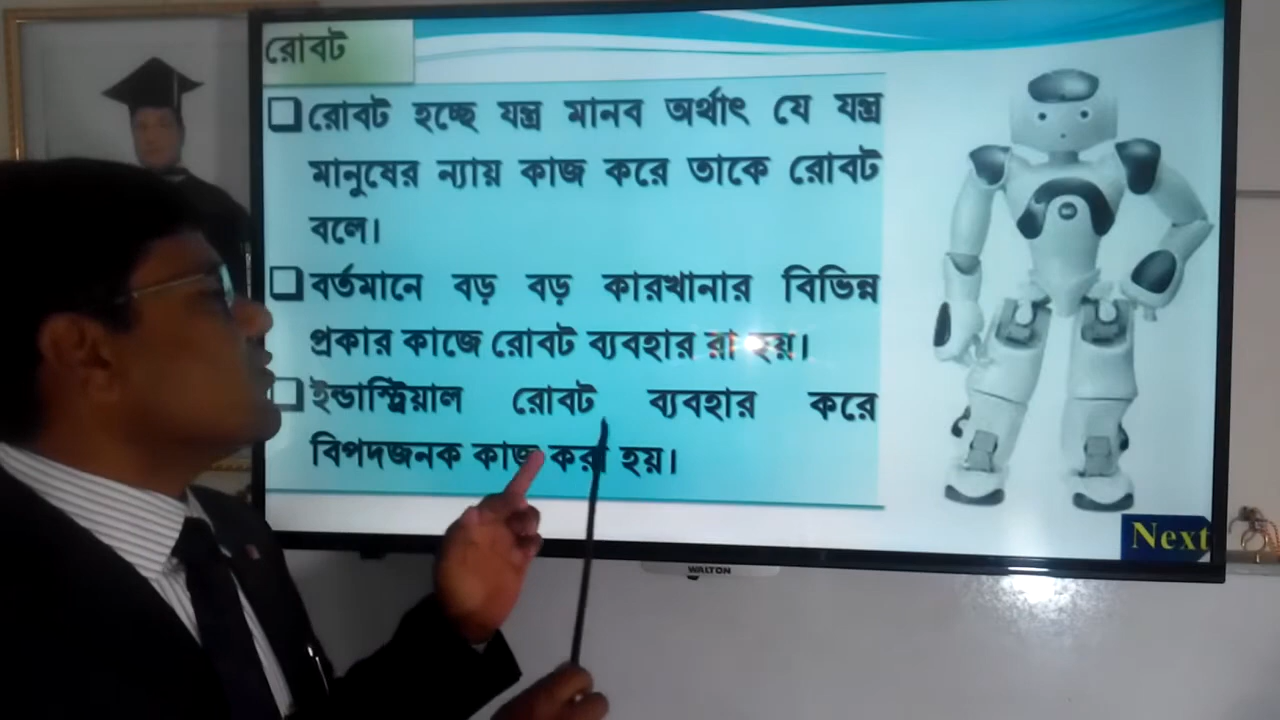 রোবট
রোবট হচ্ছে যন্ত্র মানব অর্থাৎ যে যন্ত্র
মানুষের ন্যায় কাজ করে তাকে রোবট
বলে।
বর্তমানে বড় বড় কারখানার বিভিন্ন
প্রকার কাজে রোবট ব্যবহার রা হয়।
ইন্ডাস্ট্রিয়াল রোবট ব্যবহার করে
বিপদজনক কাজ করা হয়।
Next
WALTON